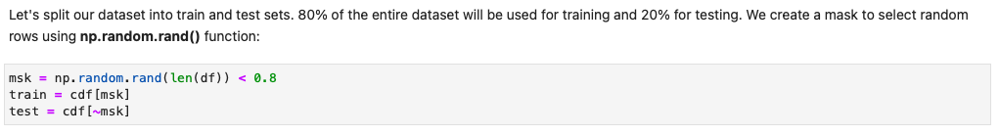 Let's split our dataset into train and test sets. 80% of the entire dataset will be used for training and 20% for testing. We create a mask to select random
rows using np.random.rand() function:
msk = np.random.rand(len(df)) < 0.8
train = cdf[msk]
test = cdf[~msk]